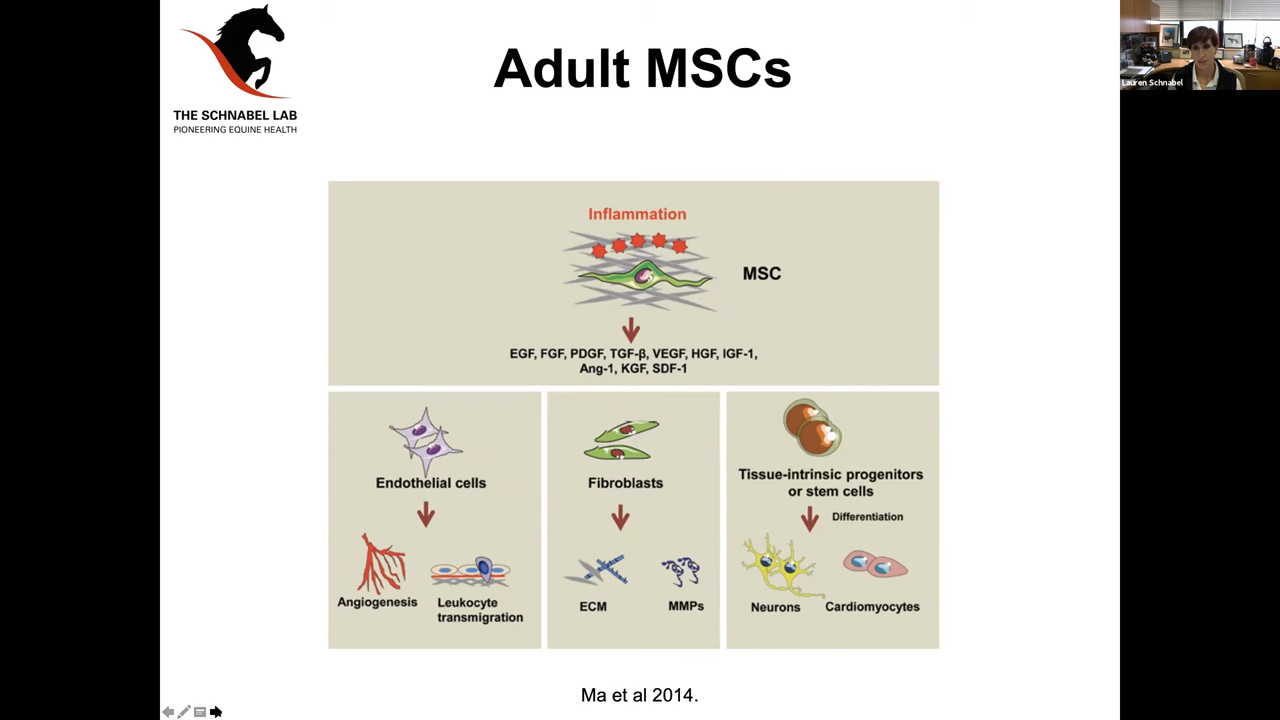 THE SCHNABEL LAB
PIONEERING EQUINE HEALTH
Adult MSCs
Lauren Schnabel
Inflammation
MSC
EGF, FGF, PDGF, TGF-β, VEGF, HGF, IGF-1,
Ang-1, KGF, SDF-1
Endothelial cells
Angiogenesis
Leukocyte
transmigration
Fibroblasts
ECM
MMPs
Tissue-intrinsic progenitors
or stem cells
Differentiation
Neurons
Cardiomyocytes
Ma et al 2014.